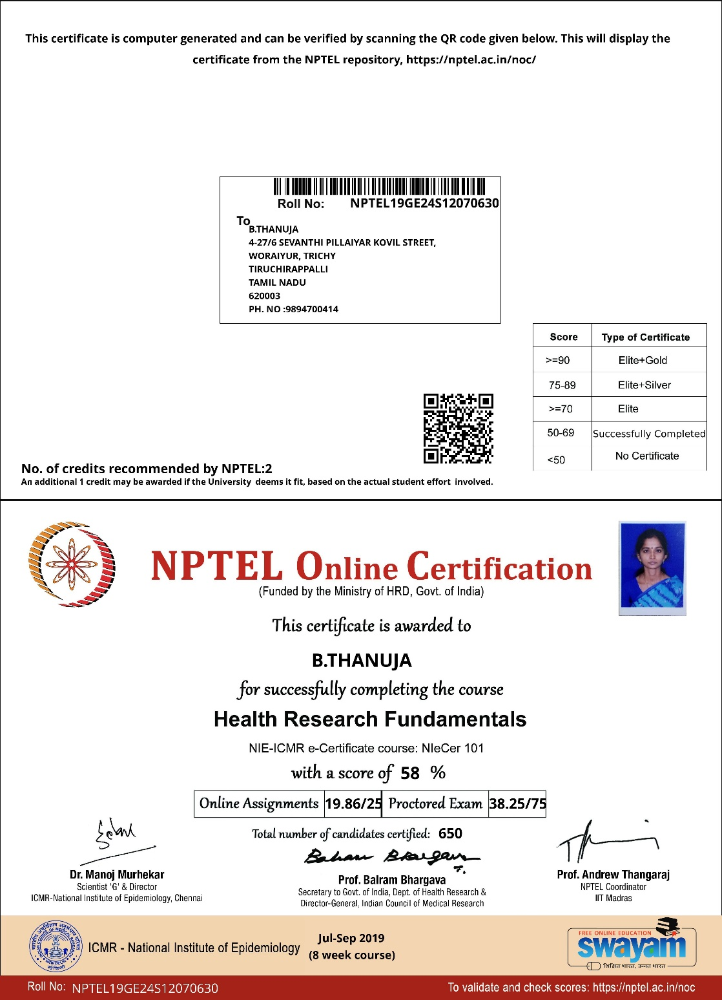 This certificate is computer generated and can be verified by scanning the QR code given below. This will display the
certificate from the NPTEL repository, https://nptel.ac.in/noc/
Roll No: NPTEL19GE24S12070630
To
B.THANUJA
4-27/6 SEVANTHI PILLAIYAR KOVIL STREET,
WORAIYUR, TRICHY
TIRUCHIRAPPALLI
TAMIL NADU
620003
PH. NO :9894700414
Score Type of Certificate
>=90 Elite+Gold
75-89 Elite+Silver
>=70 Elite
50-69 Successfully Completed
<50 No Certificate
No. of credits recommended by NPTEL:2
An additional 1 credit may be awarded if the University deems it fit, based on the actual student effort involved.
NPTEL Online Certification
(Funded by the Ministry of HRD, Govt. of India)
This certificate is awarded to
B.THANUJA
for successfully completing the course
Health Research Fundamentals
NIE-ICMR e-Certificate course: NIeCer 101
with a score of 58 %
Online Assignments 19.86/25 Proctored Exam 38.25/75
Total number of candidates certified: 650
Balram Bhargava
Dr. Manoj Murhekar
Scientist 'G' & Director
ICMR-National Institute of Epidemiology, Chennai
Prof. Balram Bhargava
Secretary to Govt. of India, Dept. of Health Research &
Director-General, Indian Council of Medical Research
Prof. Andrew Thangaraj
NPTEL Coordinator
IIT Madras
ICMR - National Institute of Epidemiology
Jul-Sep 2019
(8 week course)
FREE ONLINE EDUCATION
swayam
शिक्षित भारत, उन्नत भारत
Roll No: NPTEL19GE24S12070630
To validate and check scores: https://nptel.ac.in/noc